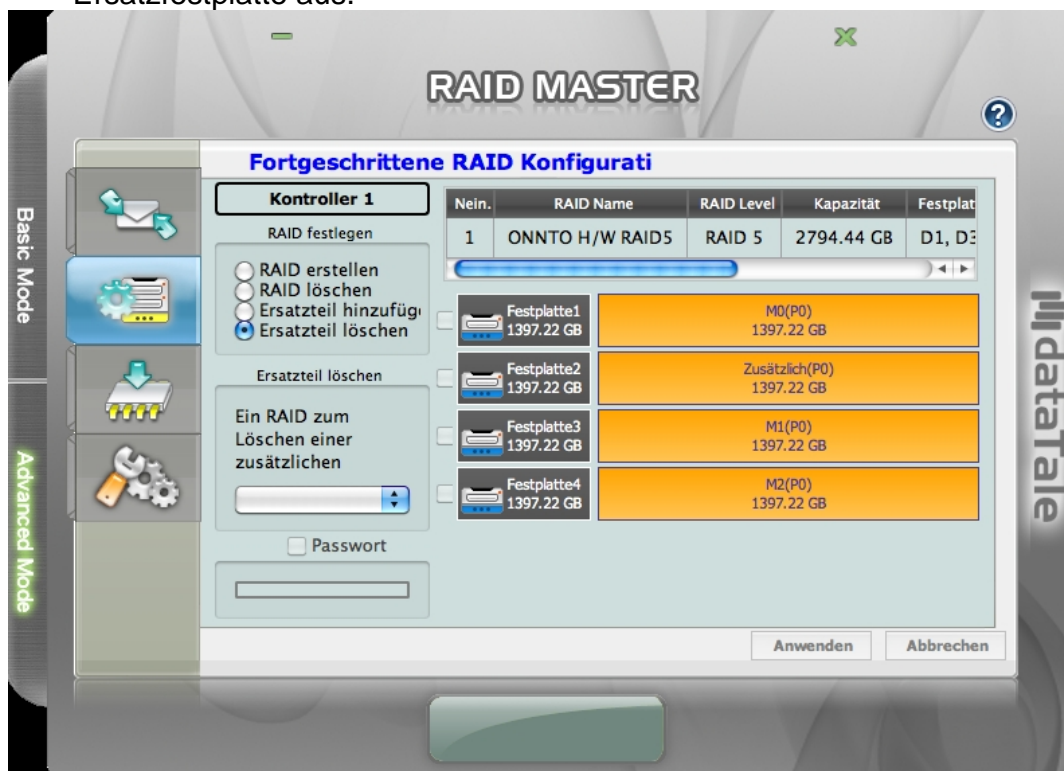 Ersatzfestplatte aus.
RAID MASTER
?
Fortgeschrittene RAID Konfigurati
Basic Mode
Advanced Mode
Kontroller 1
RAID festlegen
RAID erstellen
RAID löschen
Ersatzteil hinzufüg
Ersatzteil löschen
Ersatzteil löschen
Ein RAID zum
Löschen einer
zusätzlichen
Passwort
Nein. RAID Name RAID Level Kapazität Festplat
1 ONNTO H/W RAID5 RAID 5 2794.44 GB D1, D3
Festplatte1
1397.22 GB
M0(P0)
1397.22 GB
Festplatte2
1397.22 GB
Zusätzlich(P0)
1397.22 GB
Festplatte3
1397.22 GB
M1(P0)
1397.22 GB
Festplatte4
1397.22 GB
M2(P0)
1397.22 GB
Anwenden Abbrechen
dataTale